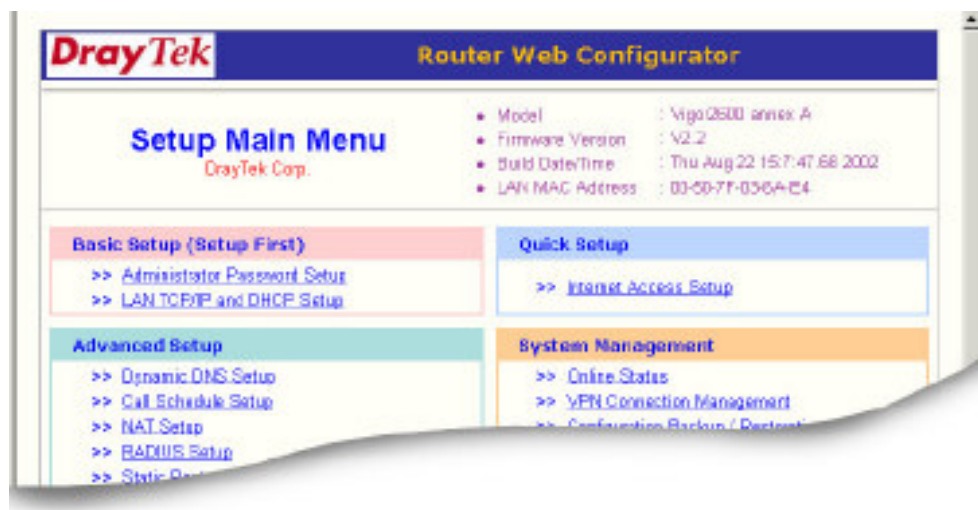 DrayTek
Router Web Configurator
Setup Main Menu
DrayTek Corp.
• Model : Vigor2600 annex A
• Firmware Version : V2.2
• Build Date/Time : Thu Aug 22 15:7:47.68 2002
• LAN MAC Address : 00-50-7F-
Basic Setup (Setup First)
>> Administrator Password Setup
>> LAN TCP/IP and DHCP Setup
Quick Setup
>> Internet Access Setup
Advanced Setup
>> Dynamic DNS Setup
>> Call Schedule Setup
>> NAT Setup
>> RADIUS Setup
>> Static
System Management
>> Online Status
>> VPN Connection Management
>> Configuration Backup /